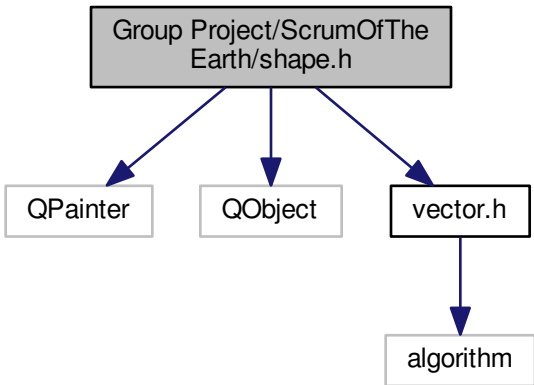 Group Project/ScrumOfThe
Earth/shape.h
QPainter
QObject
vector.h
algorithm